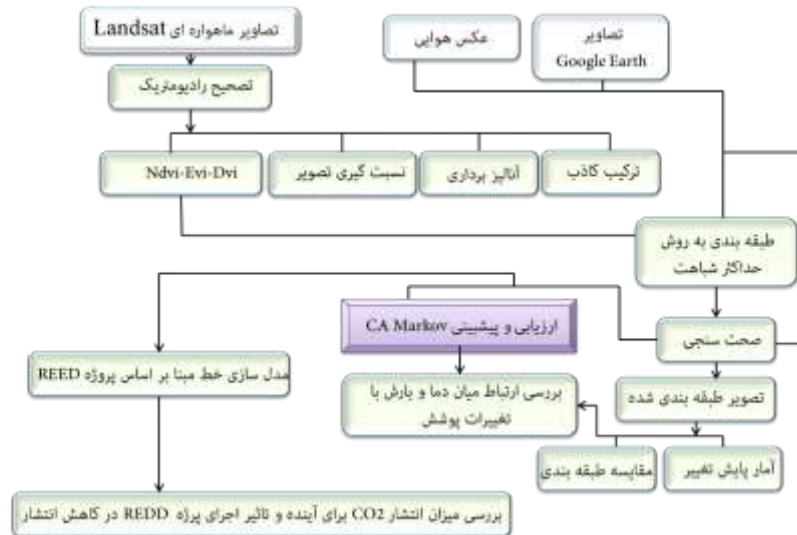 تصاویر ماهواره ای Landsat
عکس هوایی
تصاویر
Google Earth
تصحیح رادیومتریک
Ndvi-Evi-Dvi
نسبت گیری تصویر
آنالیز برداری
ترکیب کاذب
طبقه بندی به روش
حداکثر شباهت
ارزیابی و پیشبینی CA Markov
صحت سنجی
مدل سازی خط مبنا بر اساس پروژه REED
بررسی ارتباط میان دما و بارش با
تغییرات پوشش
تصویر طبقه بندی شده
مقایسه طبقه بندی
آمار پایش تغییر
بررسی میزان انتشار CO2 برای آینده و تاثیر اجرای پرژه REDD در کاهش انتشار